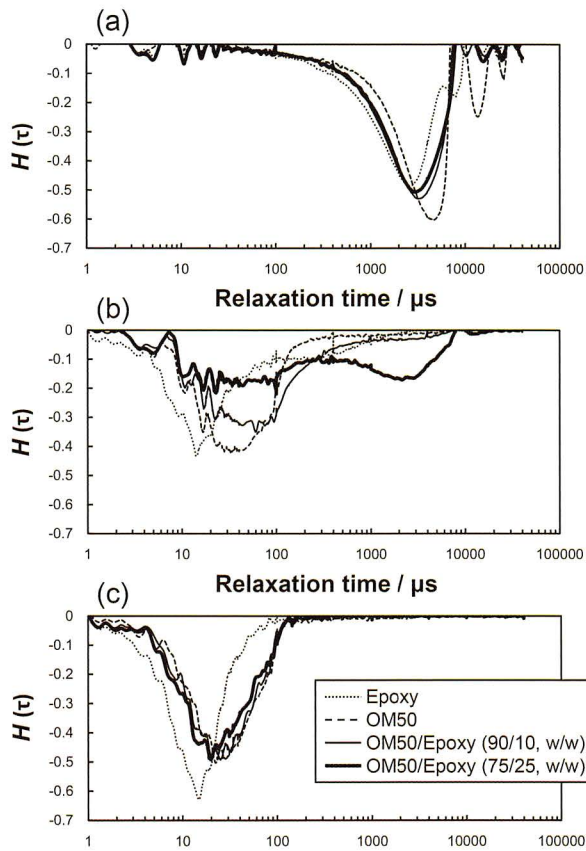 (a)
0
-0.1
-0.2
-0.3
-0.4
-0.5
-0.6
-0.7
H (τ)
1 10 100 1000 10000 100000
Relaxation time / μs
(b)
0
-0.1
-0.2
-0.3
-0.4
-0.5
-0.6
-0.7
H (τ)
1 10 100 1000 10000 100000
Relaxation time / μs
(c)
0
-0.1
-0.2
-0.3
-0.4
-0.5
-0.6
-0.7
-0.8
H (τ)
Epoxy
OM50
OM50/Epoxy (90/10, w/w)
OM50/Epoxy (75/25, w/w)
1 10 100 1000 10000 100000